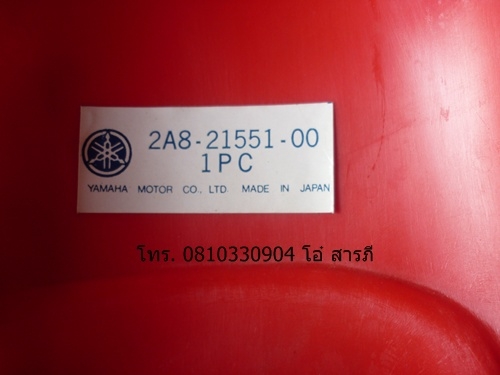 2A8-21551-00
1PC
YAMAHA MOTOR CO., LTD. MADE IN JAPAN
โทร. 0810330904 โอ๋ สารภี